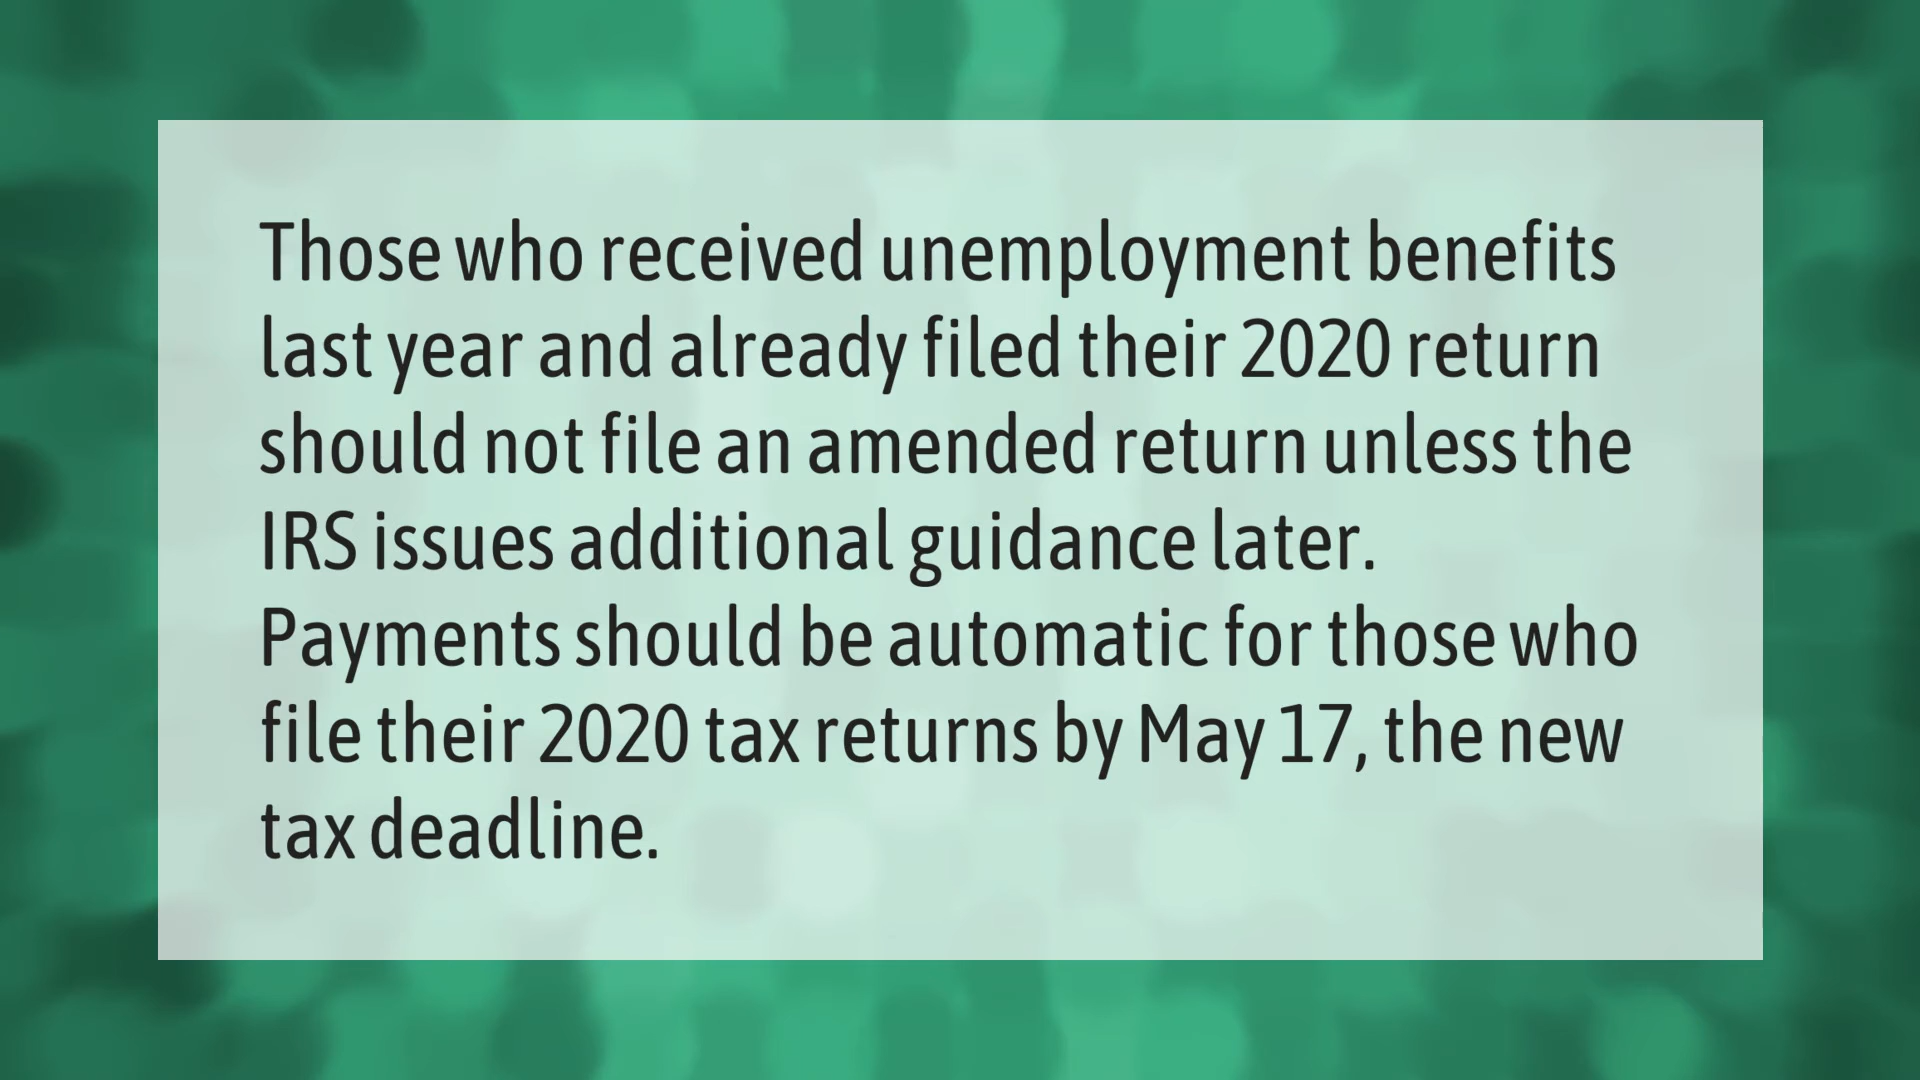 Those who received unemployment benefits
last year and already filed their 2020 return
should not file an amended return unless the
IRS issues additional guidance later.
Payments should be automatic for those who
file their 2020 tax returns by May 17, the new
tax deadline.